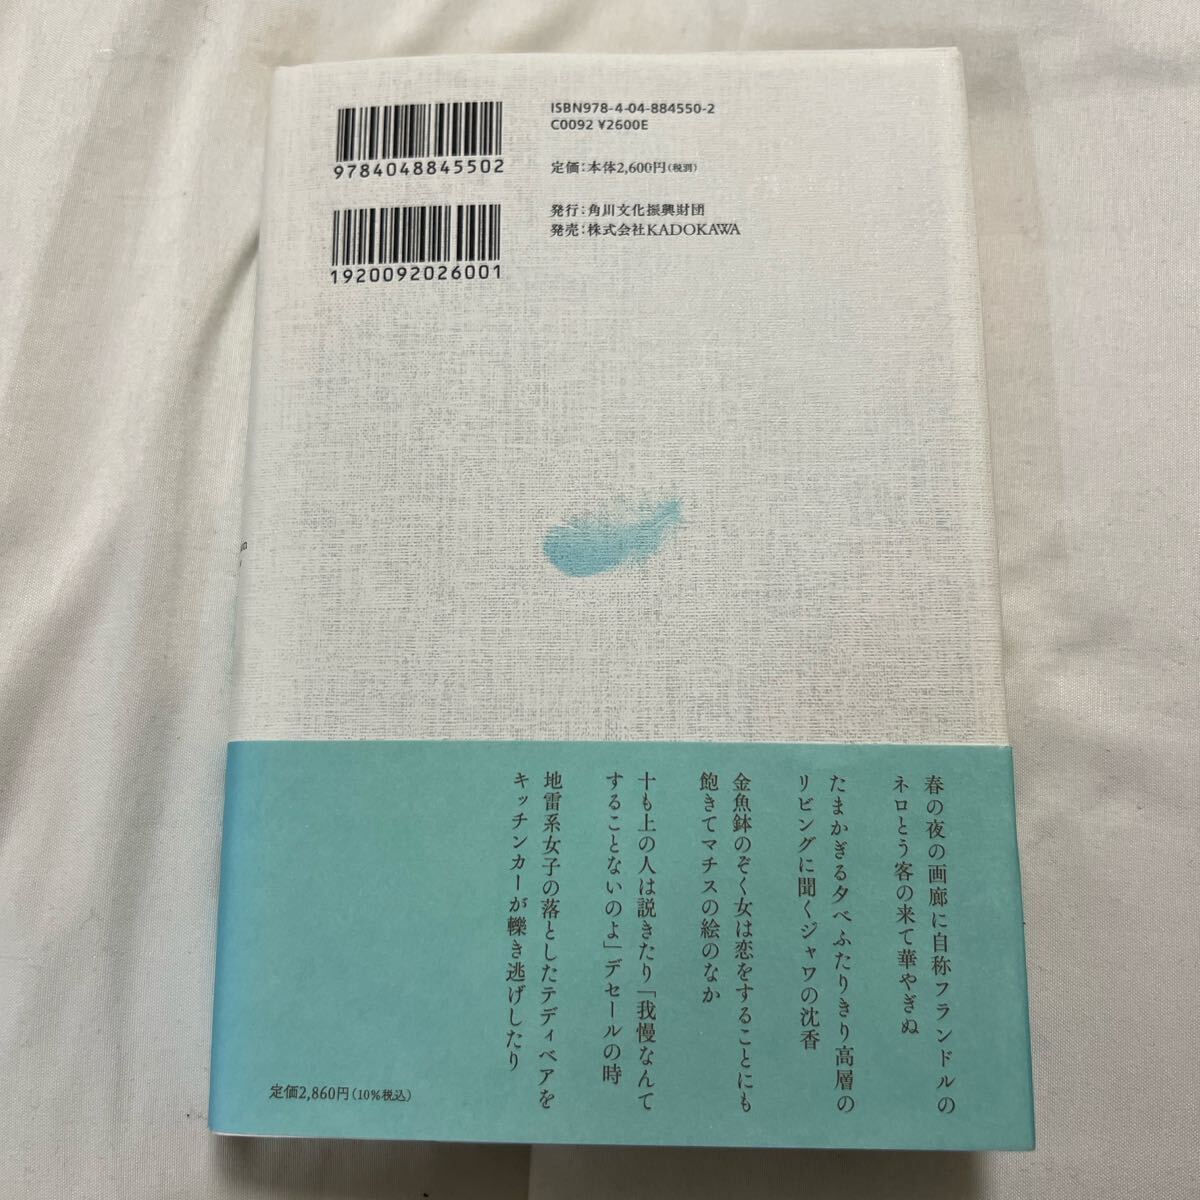 9784048845502
1920092026001
ISBN978-4-04-884550-2
C0092 ¥2600E
定価：本体2,600円（税別）
発行：角川文化振興財団
発売：株式会社KADOKAWA
春の夜の画廊に自称フランドルの
ネロとう客の来て華やぎぬ
たまかぎる夕べふたりきり高層の
リビングに聞くジャワの沈香
金魚鉢のぞく女は恋をすることにも
飽きてマチスの絵のなか
十も上の人は説きたり「我慢なんて
することないのよ」デセールの時
地雷系女子の落としたテディベアを
キッチンカーが轢き逃げしたり
定価2,860円（10%税込）